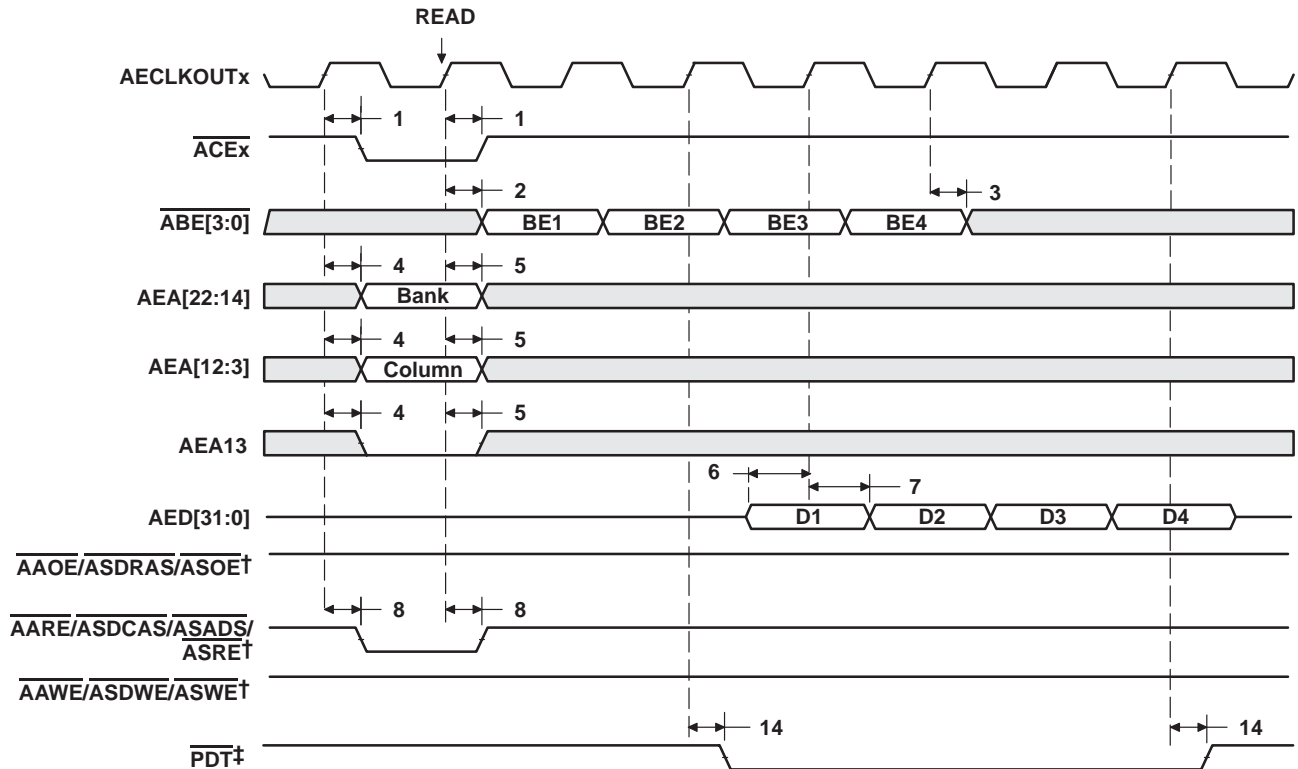 READ
AECLKOUTx
1 1
ACEx
2 3
ABE[3:0] BE1 BE2 BE3 BE4
4 5
AEA[22:14] Bank
4 5
AEA[12:3] Column
4 5
AEA13
6 7
AED[31:0] D1 D2 D3 D4
AAOE/ASDRAS/ASOE†
8 8
AARE/ASDCAS/ASADS/
ASRE†
AAWE/ASDWE/ASWE†
14 14
PDT‡